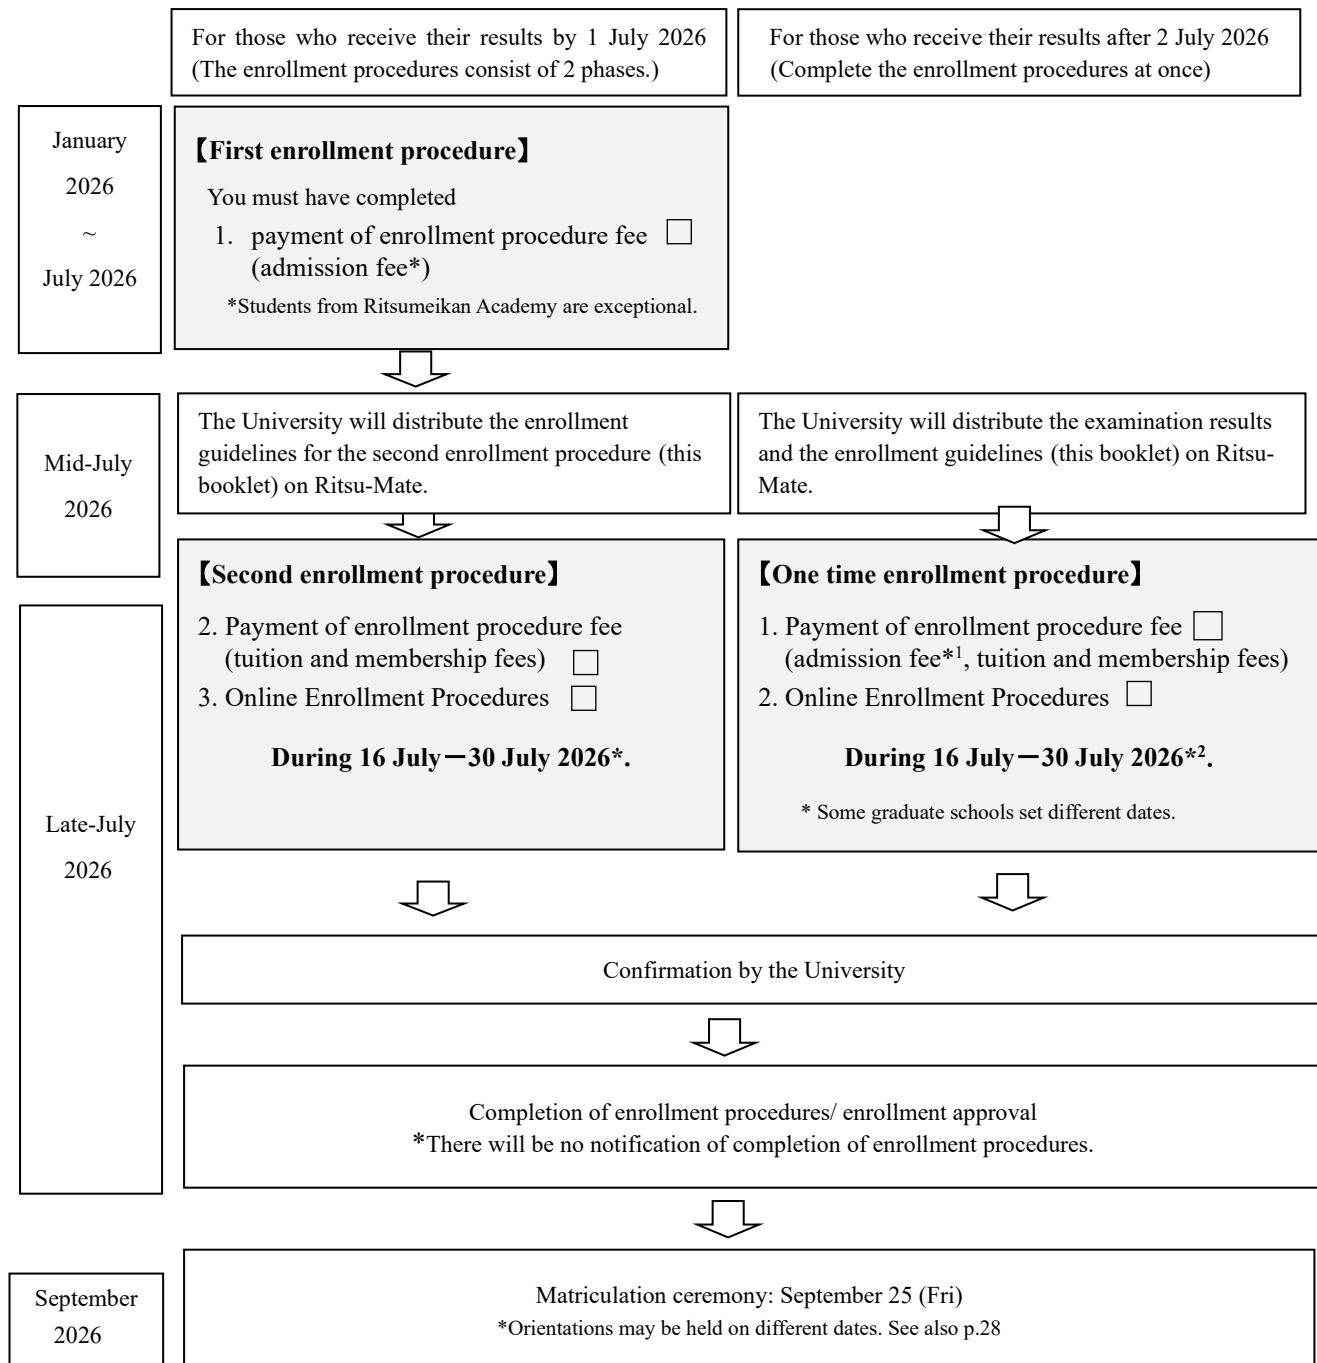 For those who receive their results by 1 July 2026
(The enrollment procedures consist of 2 phases.)
For those who receive their results after 2 July 2026
(Complete the enrollment procedures at once)
January
2026
~
July 2026
【First enrollment procedure】
You must have completed
1. payment of enrollment procedure fee □
(admission fee*)
*Students from Ritsumeikan Academy are exceptional.
Mid-July
2026
The University will distribute the enrollment
guidelines for the second enrollment procedure (this
booklet) on Ritsu-Mate.
The University will distribute the examination results
and the enrollment guidelines (this booklet) on Ritsu-
Mate.
Late-July
2026
【Second enrollment procedure】
2. Payment of enrollment procedure fee
(tuition and membership fees) □
3. Online Enrollment Procedures □
During 16 July－30 July 2026*.
【One time enrollment procedure】
1. Payment of enrollment procedure fee □
(admission fee*1, tuition and membership fees)
2. Online Enrollment Procedures □
During 16 July－30 July 2026*2.
* Some graduate schools set different dates.
Confirmation by the University
Completion of enrollment procedures/ enrollment approval
*There will be no notification of completion of enrollment procedures.
September
2026
Matriculation ceremony: September 25 (Fri)
*Orientations may be held on different dates. See also p.28